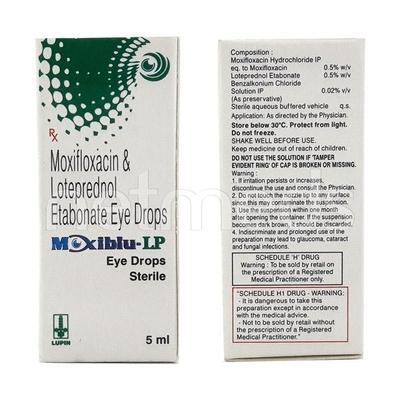 Rx
Moxifloxacin &
Loteprednol
Etabonate Eye Drops
Moxiblu-LP
Eye Drops
Sterile
LUPIN
5 ml
Composition :
Moxifloxacin Hydrochloride IP
eq. to Moxifloxacin 0.5% w/v
Loteprednol Etabonate 0.5% w/v
Benzalkonium Chloride
Solution IP 0.02% v/v
(As preservative)
Sterile aqueous buffered vehicle q.s.
Application: As directed by the Physician.
Store below 30°C. Protect from light.
Do not freeze.
SHAKE WELL BEFORE USE.
Keep medicine out of reach of children.
DO NOT USE THE SOLUTION IF 'TAMPER
EVIDENT RING' OF CAP IS BROKEN OR MISSING.
Warning :
1. If irritation persists or increases,
discontinue the use and consult the Physician.
2. Do not touch the nozzle tip to any surface
since this may contaminate the suspension.
3. Use the suspension within one month
after opening the container. If the suspension
becomes dark brown, it should be discarded.
4. Indiscriminate and prolonged use of the
preparation may lead to glaucoma, cataract
and fungal infections.
SCHEDULE 'H' DRUG
Warning : To be sold by retail on
the prescription of a Registered
Medical Practitioner only.
"SCHEDULE H1 DRUG - WARNING:
- It is dangerous to take this
preparation except in accordance
with the medical advice.
- Not to be sold by retail without
the prescription of a Registered
Medical Practitioner."
netmeds